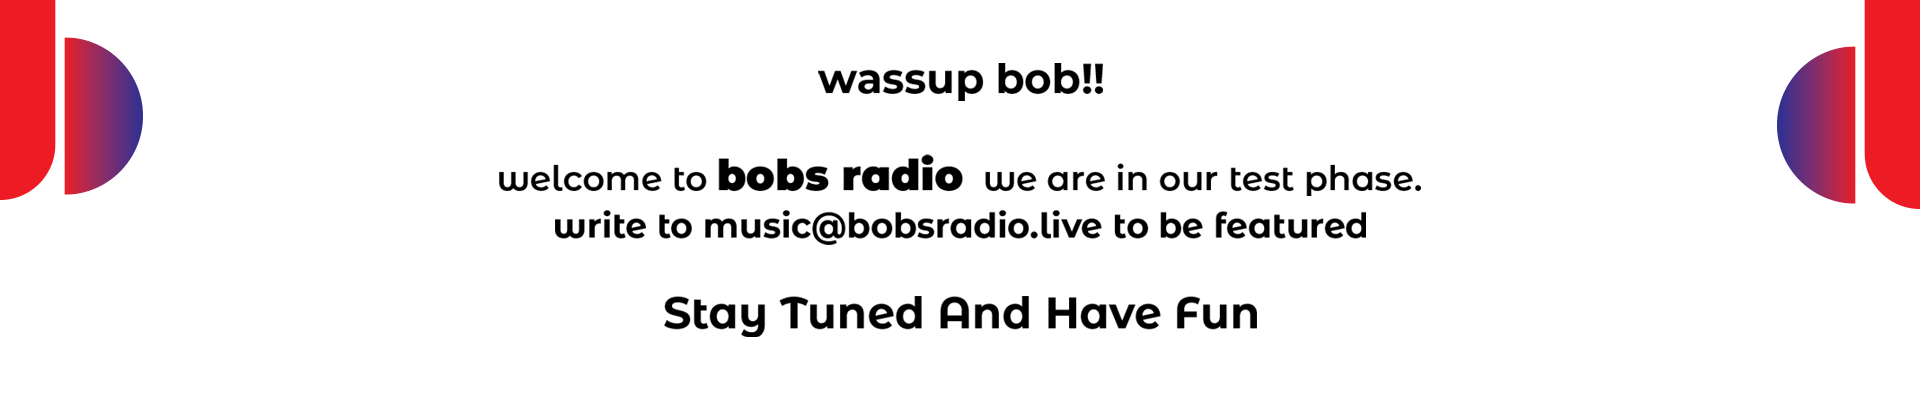 wassup bob!!
welcome to bobs radio we are in our test phase.
write to music@bobsradio.live to be featured
Stay Tuned And Have Fun